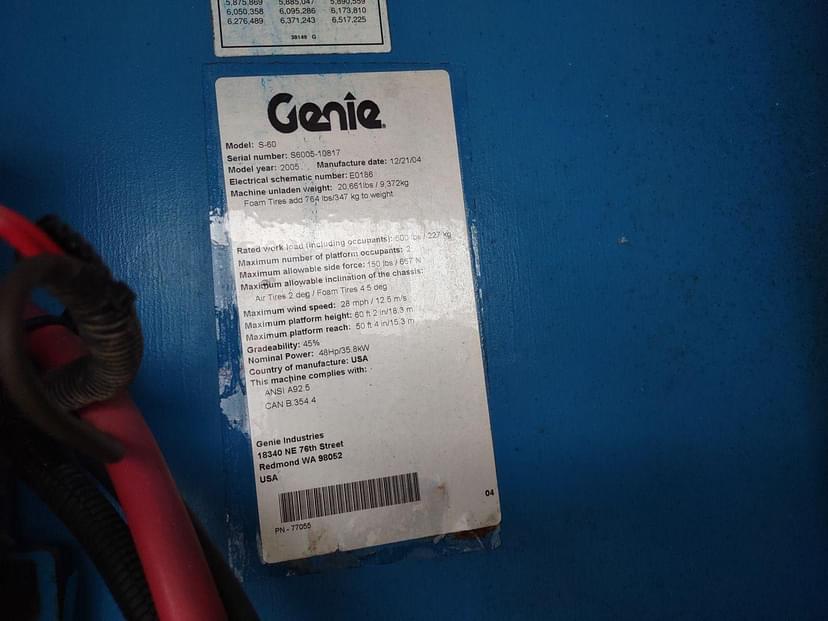 5,875,869 5,885,047 5,890,559
6,050,358 6,095,286 6,173,810
6,276,489 6,371,243 6,517,225
39149 G
Genie
Model: S-60
Serial number: S6005-10817
Model year: 2005 Manufacture date: 12/21/04
Electrical schematic number: E0186
Machine unladen weight: 20,661lbs / 9,372kg
Foam Tires add 764 lbs/347 kg to weight
Rated work load (including occupants): 500 lbs / 227 kg
Maximum number of platform occupants: 2
Maximum allowable side force: 150 lbs / 667 N
Maximum allowable inclination of the chassis:
Air Tires 2 deg / Foam Tires 4.5 deg
Maximum wind speed: 28 mph / 12.5 m/s
Maximum platform height: 60 ft 2 in/18.3 m
Maximum platform reach: 50 ft 4 in/15.3 m
Gradeability: 45%
Nominal Power: 48Hp/35.8kW
Country of manufacture: USA
This machine complies with:
ANSI A92.5
CAN B.354.4
Genie Industries
18340 NE 76th Street
Redmond WA 98052
USA
04
PN - 77055